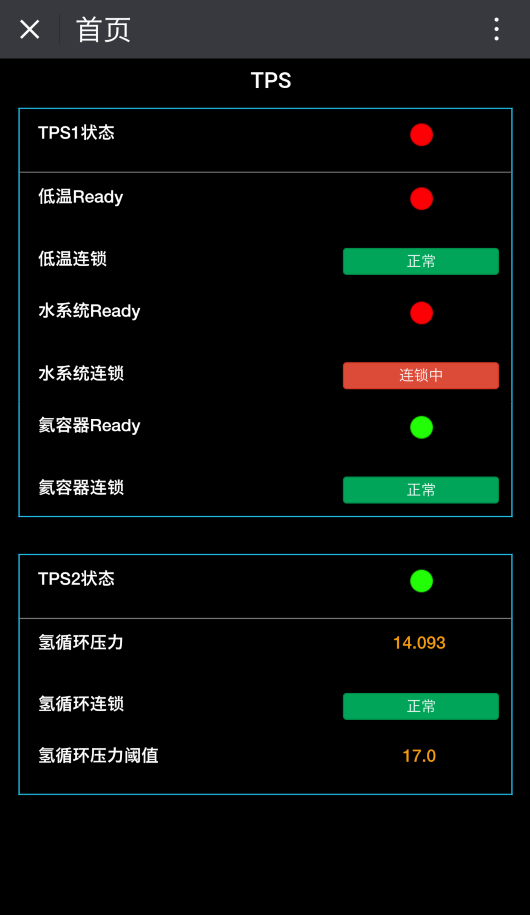 首页
TPS
TPS1状态
低温Ready
低温连锁 正常
水系统Ready
水系统连锁 连锁中
氦容器Ready
氦容器连锁 正常
TPS2状态
氢循环压力 14.093
氢循环连锁 正常
氢循环压力阈值 17.0